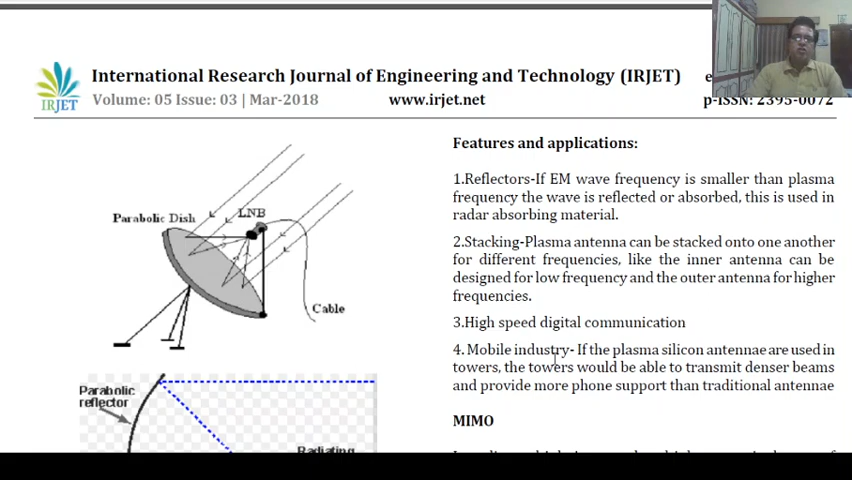 International Research Journal of Engineering and Technology (IRJET)
IRJET
Volume: 05 Issue: 03 | Mar-2018
www.irjet.net
p-ISSN: 2395-0072
Parabolic Dish
LNB
Cable
Parabolic
reflector
Radiating
Features and applications:
1.Reflectors-If EM wave frequency is smaller than plasma
frequency the wave is reflected or absorbed, this is used in
radar absorbing material.
2.Stacking-Plasma antenna can be stacked onto one another
for different frequencies, like the inner antenna can be
designed for low frequency and the outer antenna for higher
frequencies.
3.High speed digital communication
4. Mobile industry- If the plasma silicon antennae are used in
towers, the towers would be able to transmit denser beams
and provide more phone support than traditional antennae
MIMO